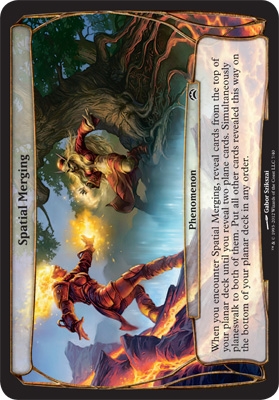 Spatial Merging
Phenomenon
When you encounter Spatial Merging, reveal cards from the top of
your planar deck until you reveal two plane cards. Simultaneously
planeswalk to both of them. Put all other cards revealed this way on
the bottom of your planar deck in any order.
Gabor Szikszai